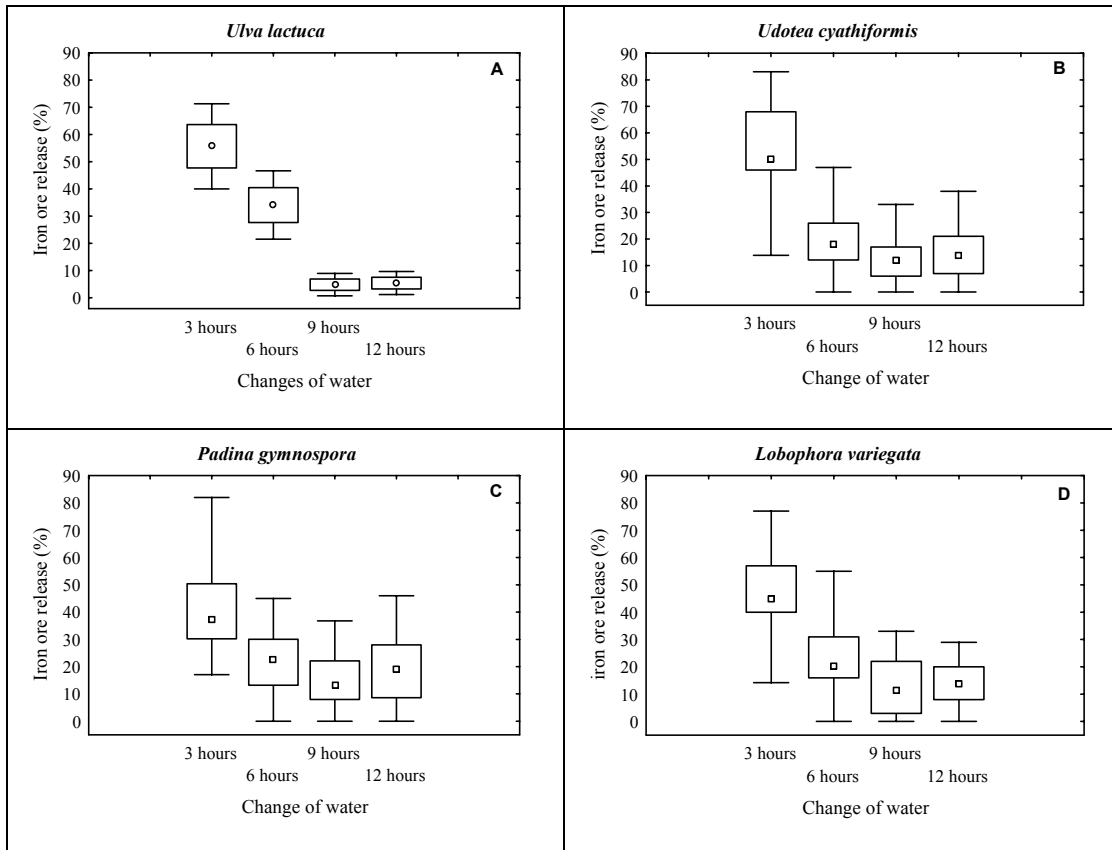 Ulva lactuca
A
Iron ore release (%)
90
80
70
60
50
40
30
20
10
0
3 hours
9 hours
6 hours
12 hours
Changes of water
Udotea cyathiformis
B
Iron ore release (%)
90
80
70
60
50
40
30
20
10
0
3 hours
9 hours
6 hours
12 hours
Change of water
Padina gymnospora
C
Iron ore release (%)
90
80
70
60
50
40
30
20
10
0
3 hours
9 hours
6 hours
12 hours
Change of water
Lobophora variegata
D
iron ore release (%)
90
80
70
60
50
40
30
20
10
0
3 hours
9 hours
6 hours
12 hours
Change of water